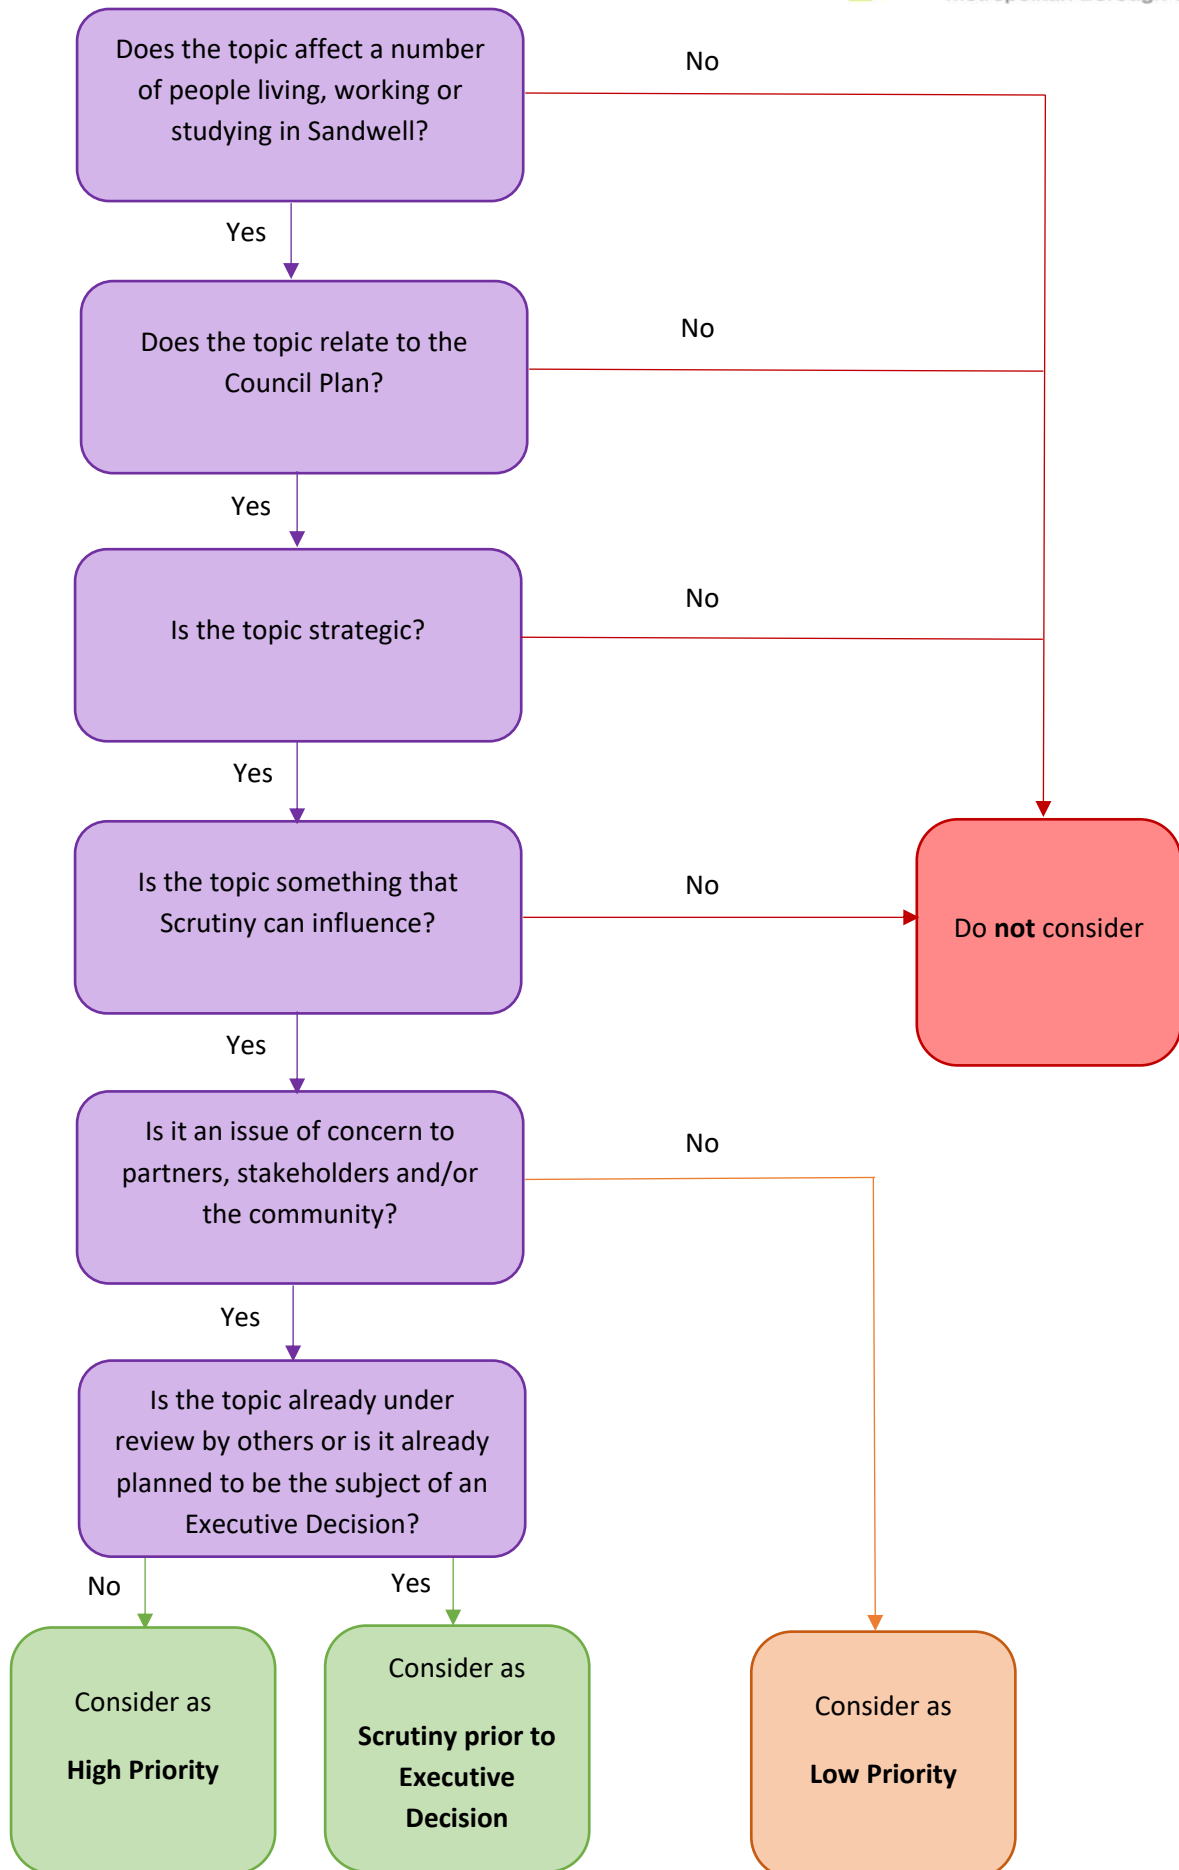 Does the topic affect a number
of people living, working or
studying in Sandwell?
No
Yes
Does the topic relate to the
Council Plan?
No
Yes
Is the topic strategic?
No
Yes
Is the topic something that
Scrutiny can influence?
No
Do not consider
Yes
Is it an issue of concern to
partners, stakeholders and/or
the community?
No
Yes
Is the topic already under
review by others or is it already
planned to be the subject of an
Executive Decision?
No
Yes
Consider as
High Priority
Consider as
Scrutiny prior to
Executive
Decision
Consider as
Low Priority